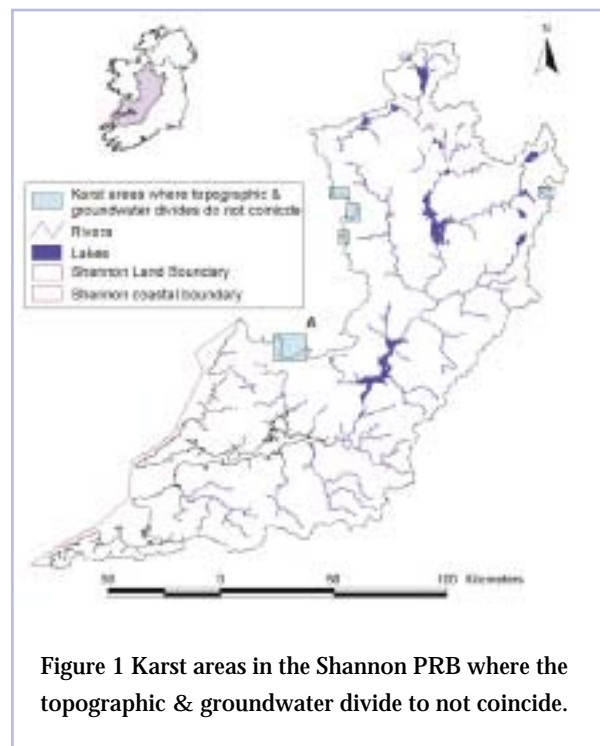 N
Karst areas where topographic &
groundwater divides do not coicide
Rivers
Lakes
Shannon Land Boundary
Shannon coastal boundary
A
50 0 50 100 Kilometers
Figure 1 Karst areas in the Shannon PRB where the
topographic & groundwater divide to not coincide.